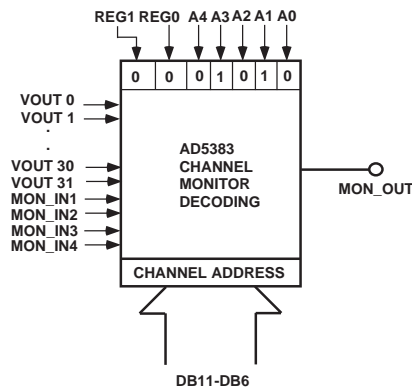 REG1 REG0 A4 A3 A2 A1 A0
0 0 0 1 0 1 0
VOUT 0
VOUT 1
.
.
VOUT 30
VOUT 31
MON_IN1
MON_IN2
MON_IN3
MON_IN4
AD5383
CHANNEL
MONITOR
DECODING
MON_OUT
CHANNEL ADDRESS
DB11-DB6